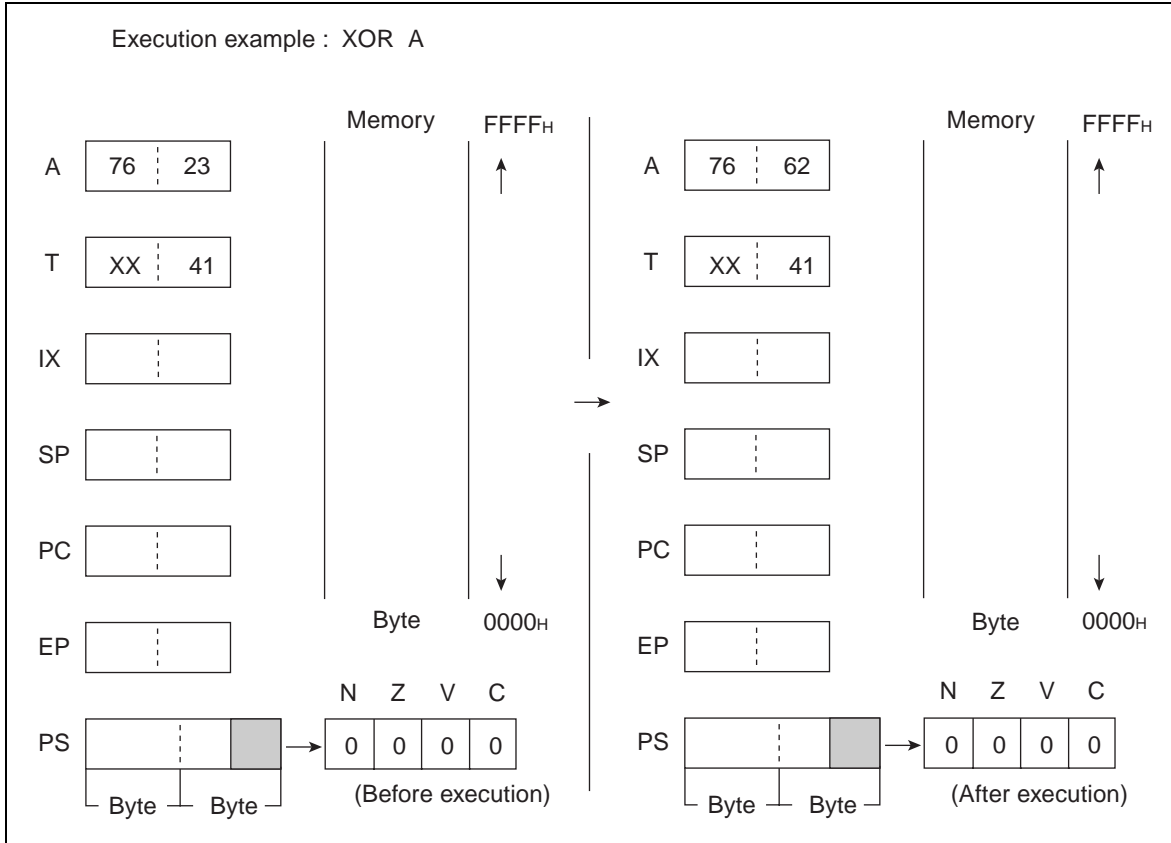 Execution example : XOR A
Memory FFFFH
A 76 23
T XX 41
IX
SP
PC
Byte 0000H
EP
N Z V C
PS 0 0 0 0
Byte Byte (Before execution)
Memory FFFFH
A 76 62
T XX 41
IX
SP
PC
Byte 0000H
EP
N Z V C
PS 0 0 0 0
Byte Byte (After execution)